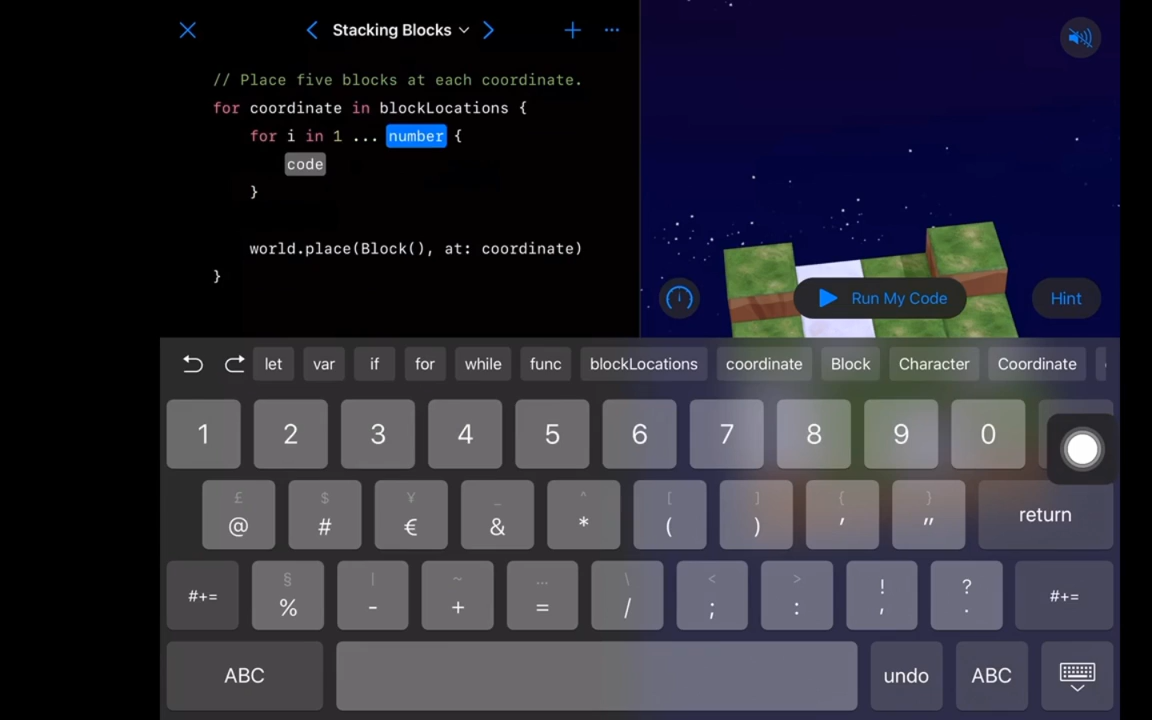 Stacking Blocks
// Place five blocks at each coordinate.
for coordinate in blockLocations {
for i in 1 ... number {
code
}
world.place(Block(), at: coordinate)
}
Run My Code
Hint
let var if for while func blockLocations coordinate Block Character Coordinate
1 2 3 4 5 6 7 8 9 0
£ $ ¥ _ ^ [ ] { }
@ # € & * ( ) ' " return
§ | ~ … \ < > ! ?
#+= % - + = / ; : , . #+=
ABC undo ABC